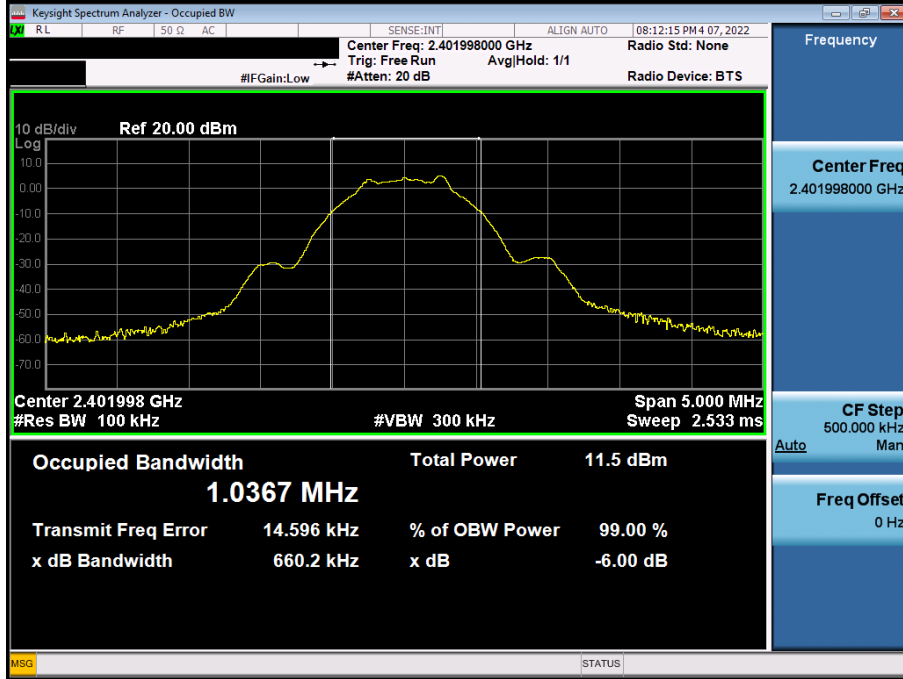 Keysight Spectrum Analyzer - Occupied BW
LXI RL RF 50 Ω AC SENSE:INT ALIGN AUTO 08:12:15 PM 4 07, 2022
Center Freq: 2.401998000 GHz Radio Std: None
Trig: Free Run Avg|Hold: 1/1
#IFGain:Low #Atten: 20 dB Radio Device: BTS
10 dB/div Ref 20.00 dBm
Log
10.0
0.00
-10.0
-20.0
-30.0
-40.0
-50.0
-60.0
-70.0
Center 2.401998 GHz Span 5.000 MHz
#Res BW 100 kHz #VBW 300 kHz Sweep 2.533 ms
Occupied Bandwidth Total Power 11.5 dBm
1.0367 MHz
Transmit Freq Error 14.596 kHz % of OBW Power 99.00 %
x dB Bandwidth 660.2 kHz x dB -6.00 dB
MSG STATUS
Frequency
Center Freq
2.401998000 GHz
CF Step
500.000 kHz
Auto Man
Freq Offset
0 Hz